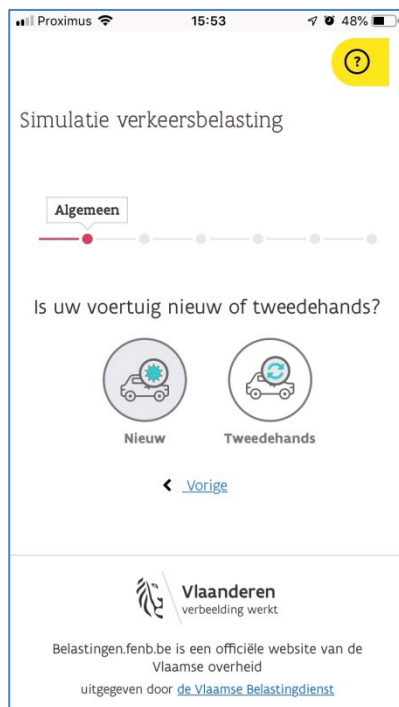 Proximus 15:53 48%
?
Simulatie verkeersbelasting
Algemeen
Is uw voertuig nieuw of tweedehands?
Nieuw Tweedehands
Vorige
Vlaanderen
verbeelding werkt
Belastingen.fenb.be is een officiële website van de
Vlaamse overheid
uitgegeven door de Vlaamse Belastingdienst